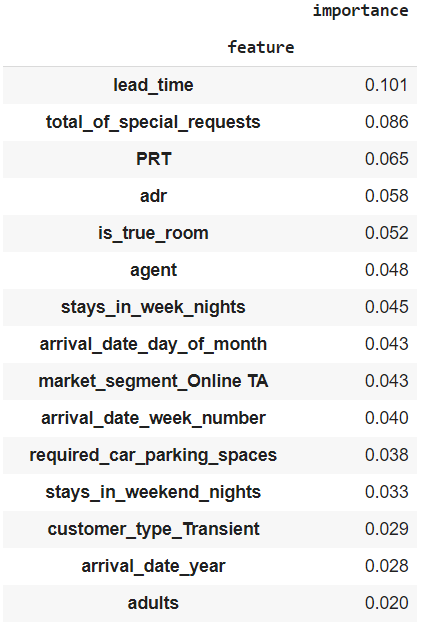 importance
feature
lead_time 0.101
total_of_special_requests 0.086
PRT 0.065
adr 0.058
is_true_room 0.052
agent 0.048
stays_in_week_nights 0.045
arrival_date_day_of_month 0.043
market_segment_Online TA 0.043
arrival_date_week_number 0.040
required_car_parking_spaces 0.038
stays_in_weekend_nights 0.033
customer_type_Transient 0.029
arrival_date_year 0.028
adults 0.020